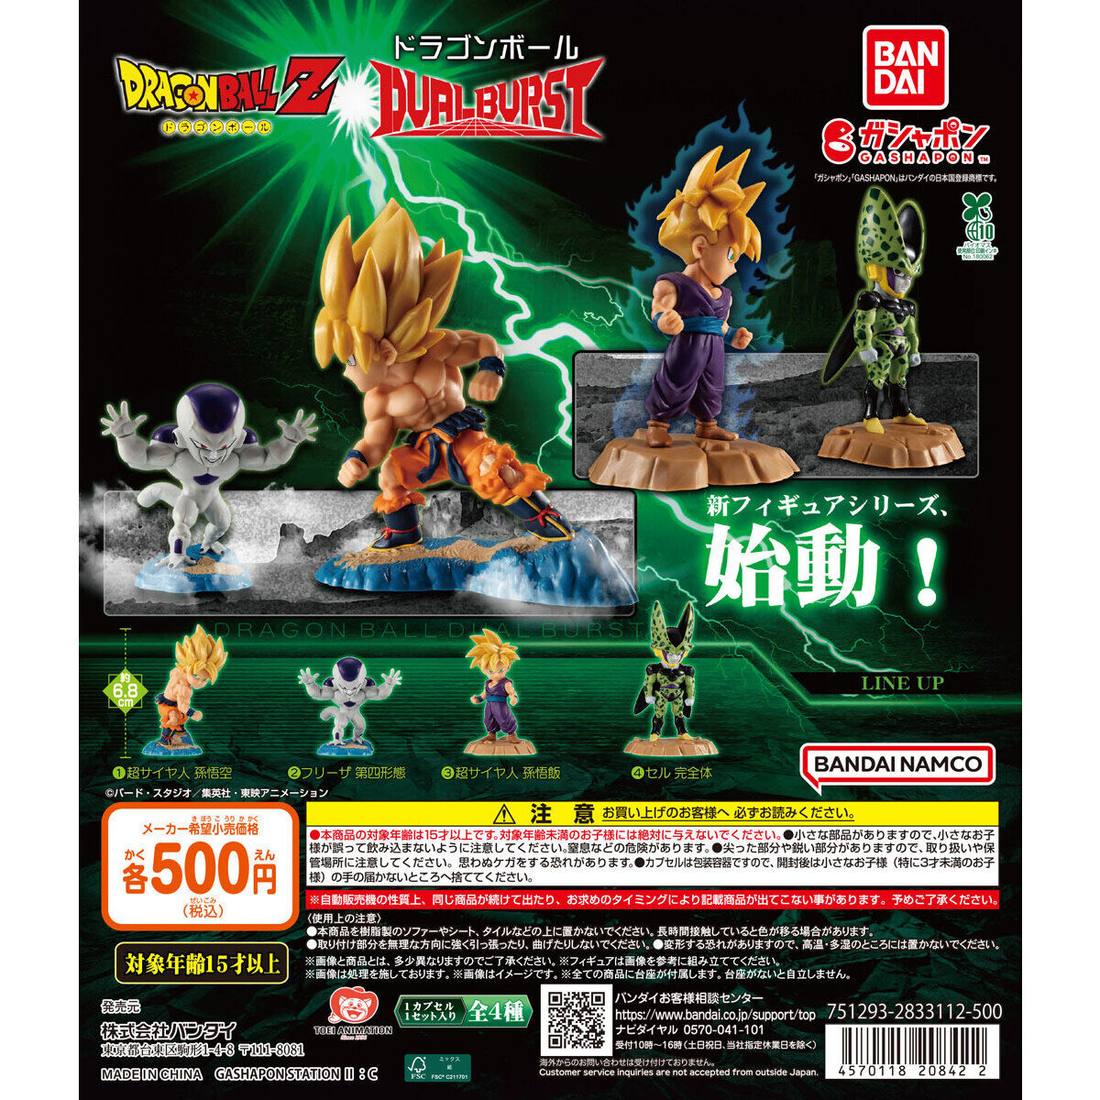 DRAGONBALL Z
ドラゴンボール
ドラゴンボール
DUALBURST
BAN
DAI
ガシャポン
GASHAPON™
「ガシャポン」「GASHAPON」はバンダイの日本国登録商標です。
10
バイオマス
No.180062
新フィギュアシリーズ、
始動！
DRAGON BALL DUAL BURST
LINE UP
約
6.8
cm
①超サイヤ人 孫悟空
②フリーザ 第四形態
③超サイヤ人 孫悟飯
④セル 完全体
BANDAI NAMCO
©バード・スタジオ／集英社・東映アニメーション
メーカー希望小売価格
きぼうこうりかかく
かく
えん
各500円
ぜいこみ
(税込)
対象年齢15才以上
注意 お買い上げのお客様へ 必ずお読みください。
●本商品の対象年齢は15才以上です。対象年齢未満のお子様には絶対に与えないでください。●小さな部品がありますので、小さなお子
様が誤って飲み込まないように注意してください。窒息などの危険があります。●尖った部分や鋭い部分がありますので、取り扱いや保
管場所に注意してください。思わぬケガをする恐れがあります。●カプセルは包装容器ですので、開封後は小さなお子様（特に3才未満のお子
様）の手の届かないところへ捨ててください。
※自動販売機の性質上、同じ商品が続けて出たり、お求めのタイミングにより記載商品が出てこない事があります。予めご了承ください。
〈使用上の注意〉
●本商品を樹脂製のソファーやシート、タイルなどの上に置かないでください。長時間接触していると色が移る場合があります。
●取り付け部分を無理な方向に強く引っ張ったり、曲げたりしないでください。●変形する恐れがありますので、高温・多湿のところには置かないでください。
※画像と商品とは、多少異なりますのでご了承ください。※フィギュアは画像を参考に組み立ててください。
※画像は処理を施しております。※画像はイメージです。※全ての商品に台座が付属します。台座がないと自立しません。
発売元
株式会社バンダイ
東京都台東区駒形1-4-8 〒111-8081
MADE IN CHINA GASHAPON STATION II : C
TOEI ANIMATION
Since 1956
1カプセル
1セット入り
全4種
FSC
ミックス
紙
FSC® C211701
バンダイお客様相談センター
https://www.bandai.co.jp/support/top
ナビダイヤル 0570-041-101
受付10時～16時(土日祝日、当社指定休業日を除く)
海外からのお問い合わせは受け付けておりません。
Customer service inquiries are not accepted from outside Japan.
751293-2833112-500
4570118 20842 2